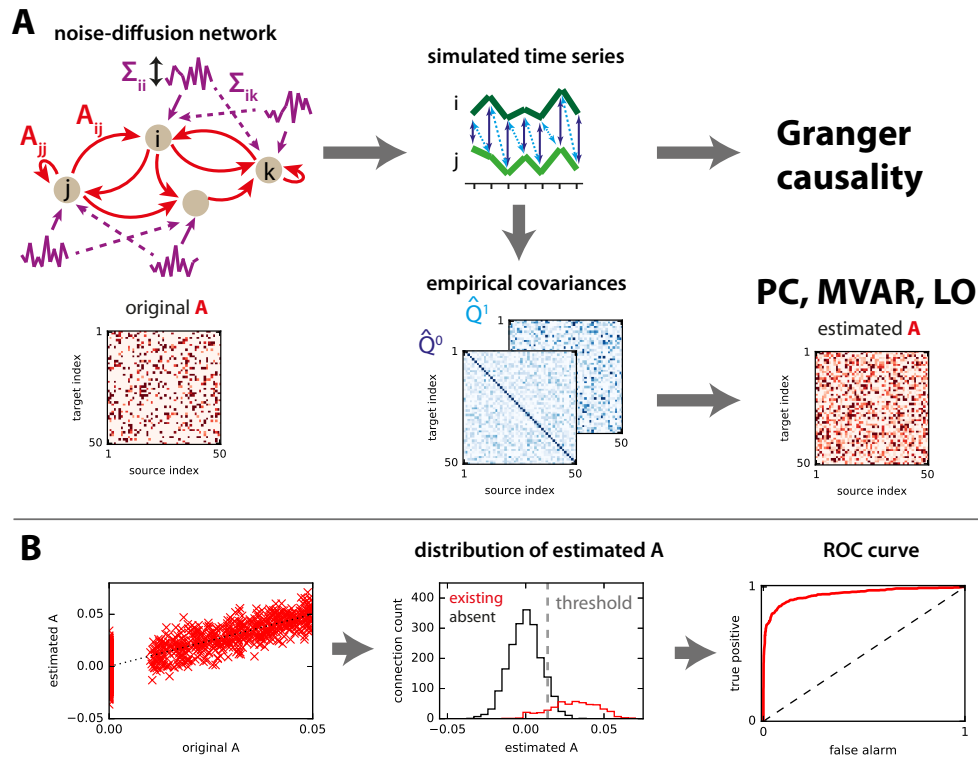 A
noise-diffusion network
Σii
Σik
Aij
Ajj
i
j
k
simulated time series
i
j
Granger
causality
empirical covariances
Q̂1
Q̂0
1
50
target index
1
50
1
50
source index
original A
1
50
target index
1
50
source index
PC, MVAR, LO
estimated A
1
50
target index
1
50
source index
B
estimated A
0.05
0.00
−0.05
0.00
0.05
original A
distribution of estimated A
connection count
400
300
200
100
0
existing
absent
threshold
−0.05
0.00
0.05
estimated A
ROC curve
true positive
1
0
0
1
false alarm